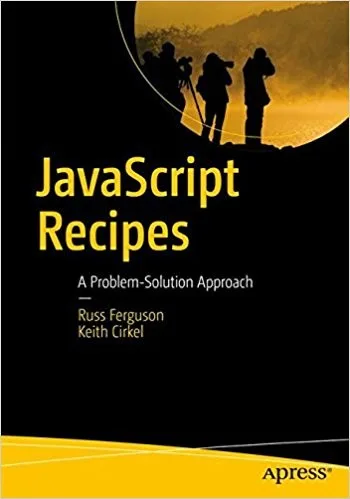 JavaScript
Recipes
A Problem-Solution Approach
—
Russ Ferguson
Keith Cirkel
Apress®